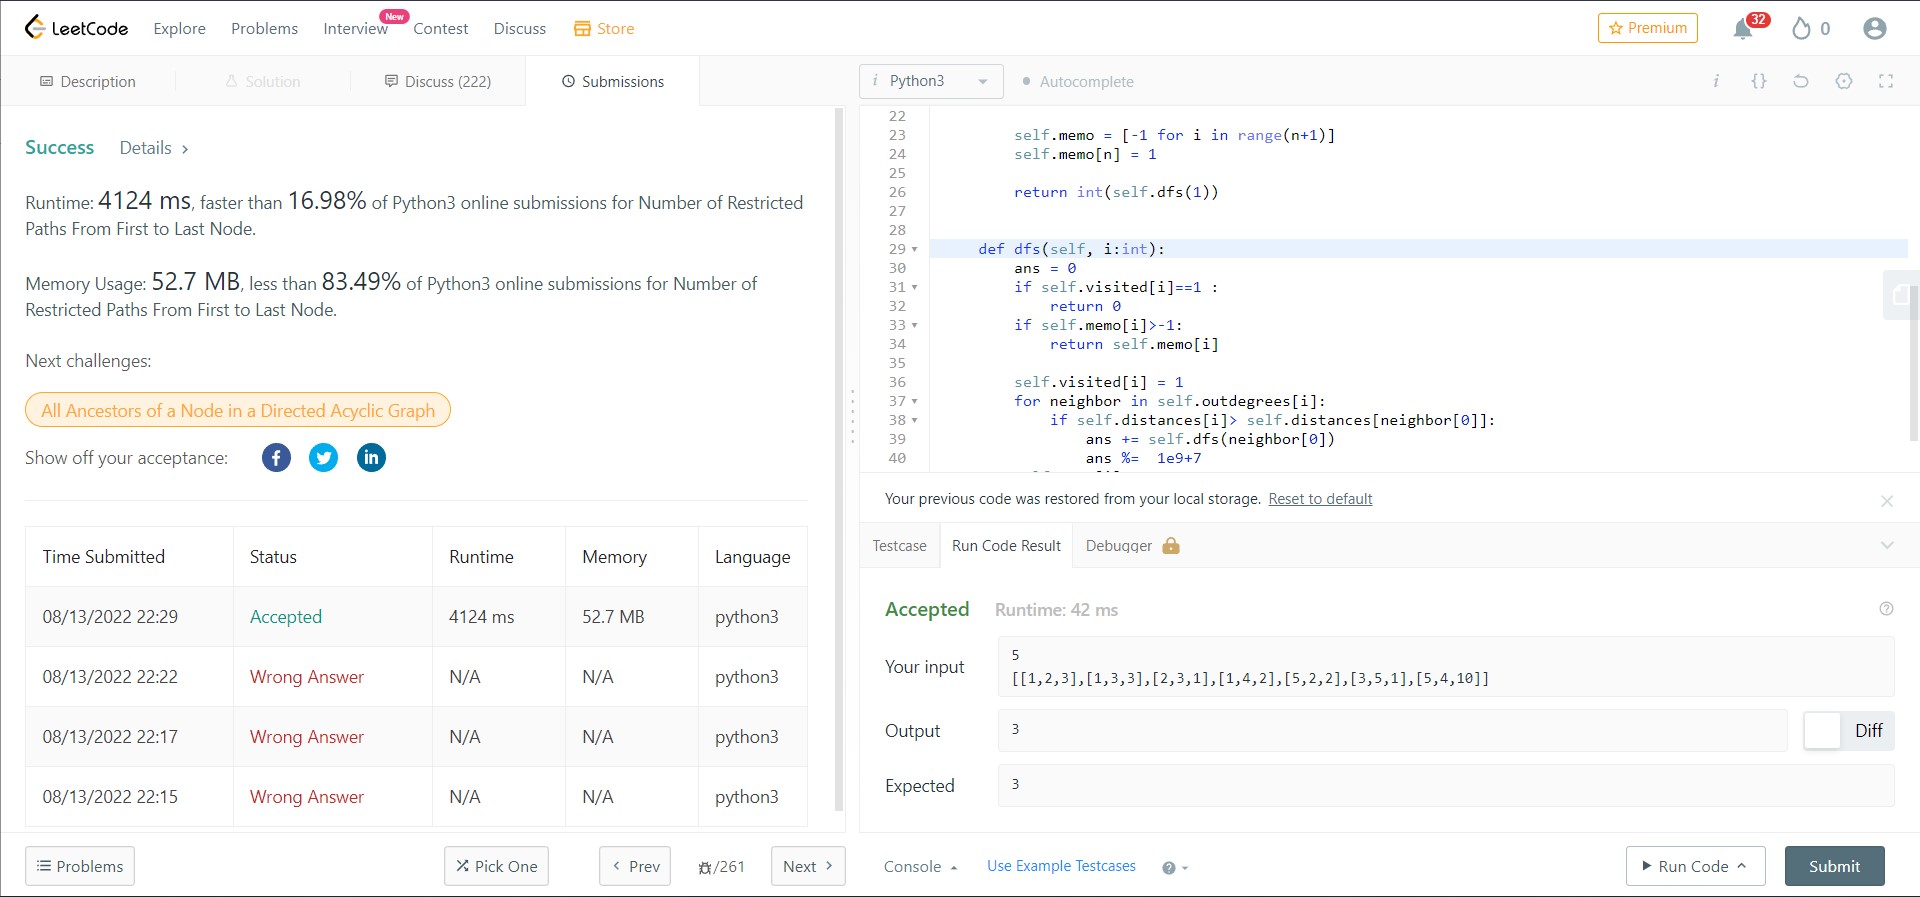 LeetCode
Explore
Problems
Interview
New
Contest
Discuss
Store
Premium
32
0
Description
Solution
Discuss (222)
Submissions
i Python3
Autocomplete
i
{}
Success Details >
Runtime: 4124 ms, faster than 16.98% of Python3 online submissions for Number of Restricted
Paths From First to Last Node.
Memory Usage: 52.7 MB, less than 83.49% of Python3 online submissions for Number of
Restricted Paths From First to Last Node.
Next challenges:
All Ancestors of a Node in a Directed Acyclic Graph
Show off your acceptance:
Time Submitted Status Runtime Memory Language
08/13/2022 22:29 Accepted 4124 ms 52.7 MB python3
08/13/2022 22:22 Wrong Answer N/A N/A python3
08/13/2022 22:17 Wrong Answer N/A N/A python3
08/13/2022 22:15 Wrong Answer N/A N/A python3
Problems
Pick One
< Prev
/261
Next >
22
23 self.memo = [-1 for i in range(n+1)]
24 self.memo[n] = 1
25
26 return int(self.dfs(1))
27
28
29 def dfs(self, i:int):
30 ans = 0
31 if self.visited[i]==1 :
32 return 0
33 if self.memo[i]>-1:
34 return self.memo[i]
35
36 self.visited[i] = 1
37 for neighbor in self.outdegrees[i]:
38 if self.distances[i]> self.distances[neighbor[0]]:
39 ans += self.dfs(neighbor[0])
40 ans %= 1e9+7
Your previous code was restored from your local storage. Reset to default
Testcase
Run Code Result
Debugger
Accepted Runtime: 42 ms
Your input
5
[[1,2,3],[1,3,3],[2,3,1],[1,4,2],[5,2,2],[3,5,1],[5,4,10]]
Output
3
Diff
Expected
3
Console
Use Example Testcases
Run Code
Submit